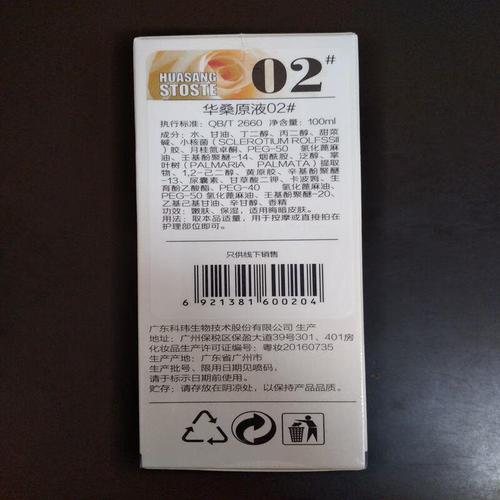 HUASANG
STOSTE
02#
华桑原液02#
执行标准：QB/T 2660 净含量：100ml
成分：水、甘油、丁二醇、丙二醇、甜菜
碱、小核菌（SCLEROTIUM ROLFSSII
）胶、月桂氮卓酮、PEG-50 氢化蓖麻
油、壬基酚聚醚-14、烟酰胺、泛醇、掌
叶树（PALMARIA PALMATA）提取
物、1,2-己二醇、黄原胶、辛基酚聚醚
-13、尿囊素、甘草酸二钾、卡波姆、生
育酚乙酸酯、PEG-40 氢化蓖麻油、
氢化蓖麻油、壬基酚聚醚-20、
乙基己基甘油、辛甘醇、香精
功效：嫩肤、保湿，适用晦暗皮肤。
用法：取本品适量，用于按摩或直接拍在
护理部位即可。
只供线下销售
6 921381 600204
广东科玮生物技术股份有限公司 生产
地址：广州保税区保盈大道39号301、401房
化妆品生产许可证编号：粤妆20160735
生产产地：广东省广州市
生产批号、限用日期见喷码，
请于标示日期前使用。
贮存：请存放在阴凉处，以保持产品品质。